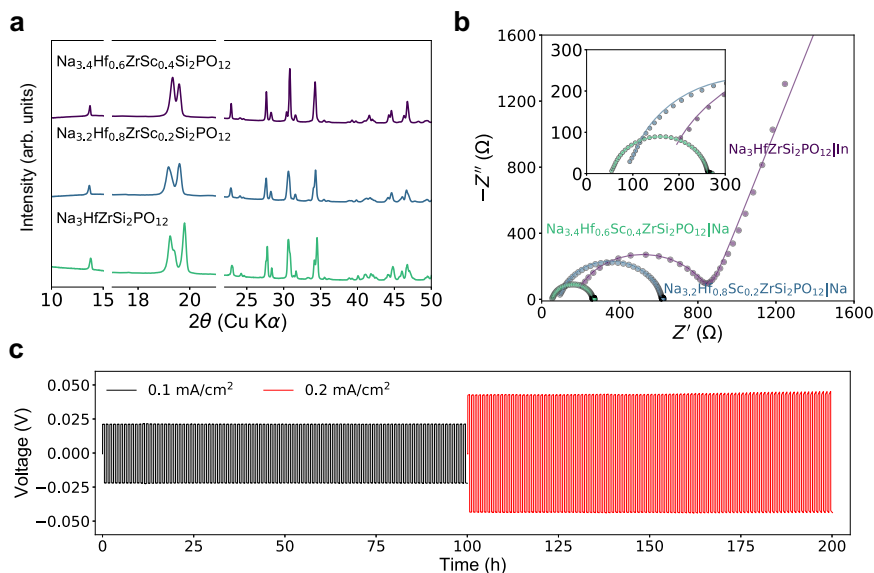 a
Na3.4Hf0.6ZrSc0.4Si2PO12
Na3.2Hf0.8ZrSc0.2Si2PO12
Na3HfZrSi2PO12
Intensity (arb. units)
10 15 18 20 25 30 35 40 45 50
2θ (Cu Kα)
b
1600
1200
800
400
0
−Z″ (Ω)
300
200
100
0
0 100 200 300
Na3HfZrSi2PO12|In
Na3.4Hf0.6Sc0.4ZrSi2PO12|Na
Na3.2Hf0.8Sc0.2ZrSi2PO12|Na
0 400 800 1200 1600
Z′ (Ω)
c
0.1 mA/cm²
0.2 mA/cm²
0.050
0.025
0.000
−0.025
−0.050
Voltage (V)
0 25 50 75 100 125 150 175 200
Time (h)